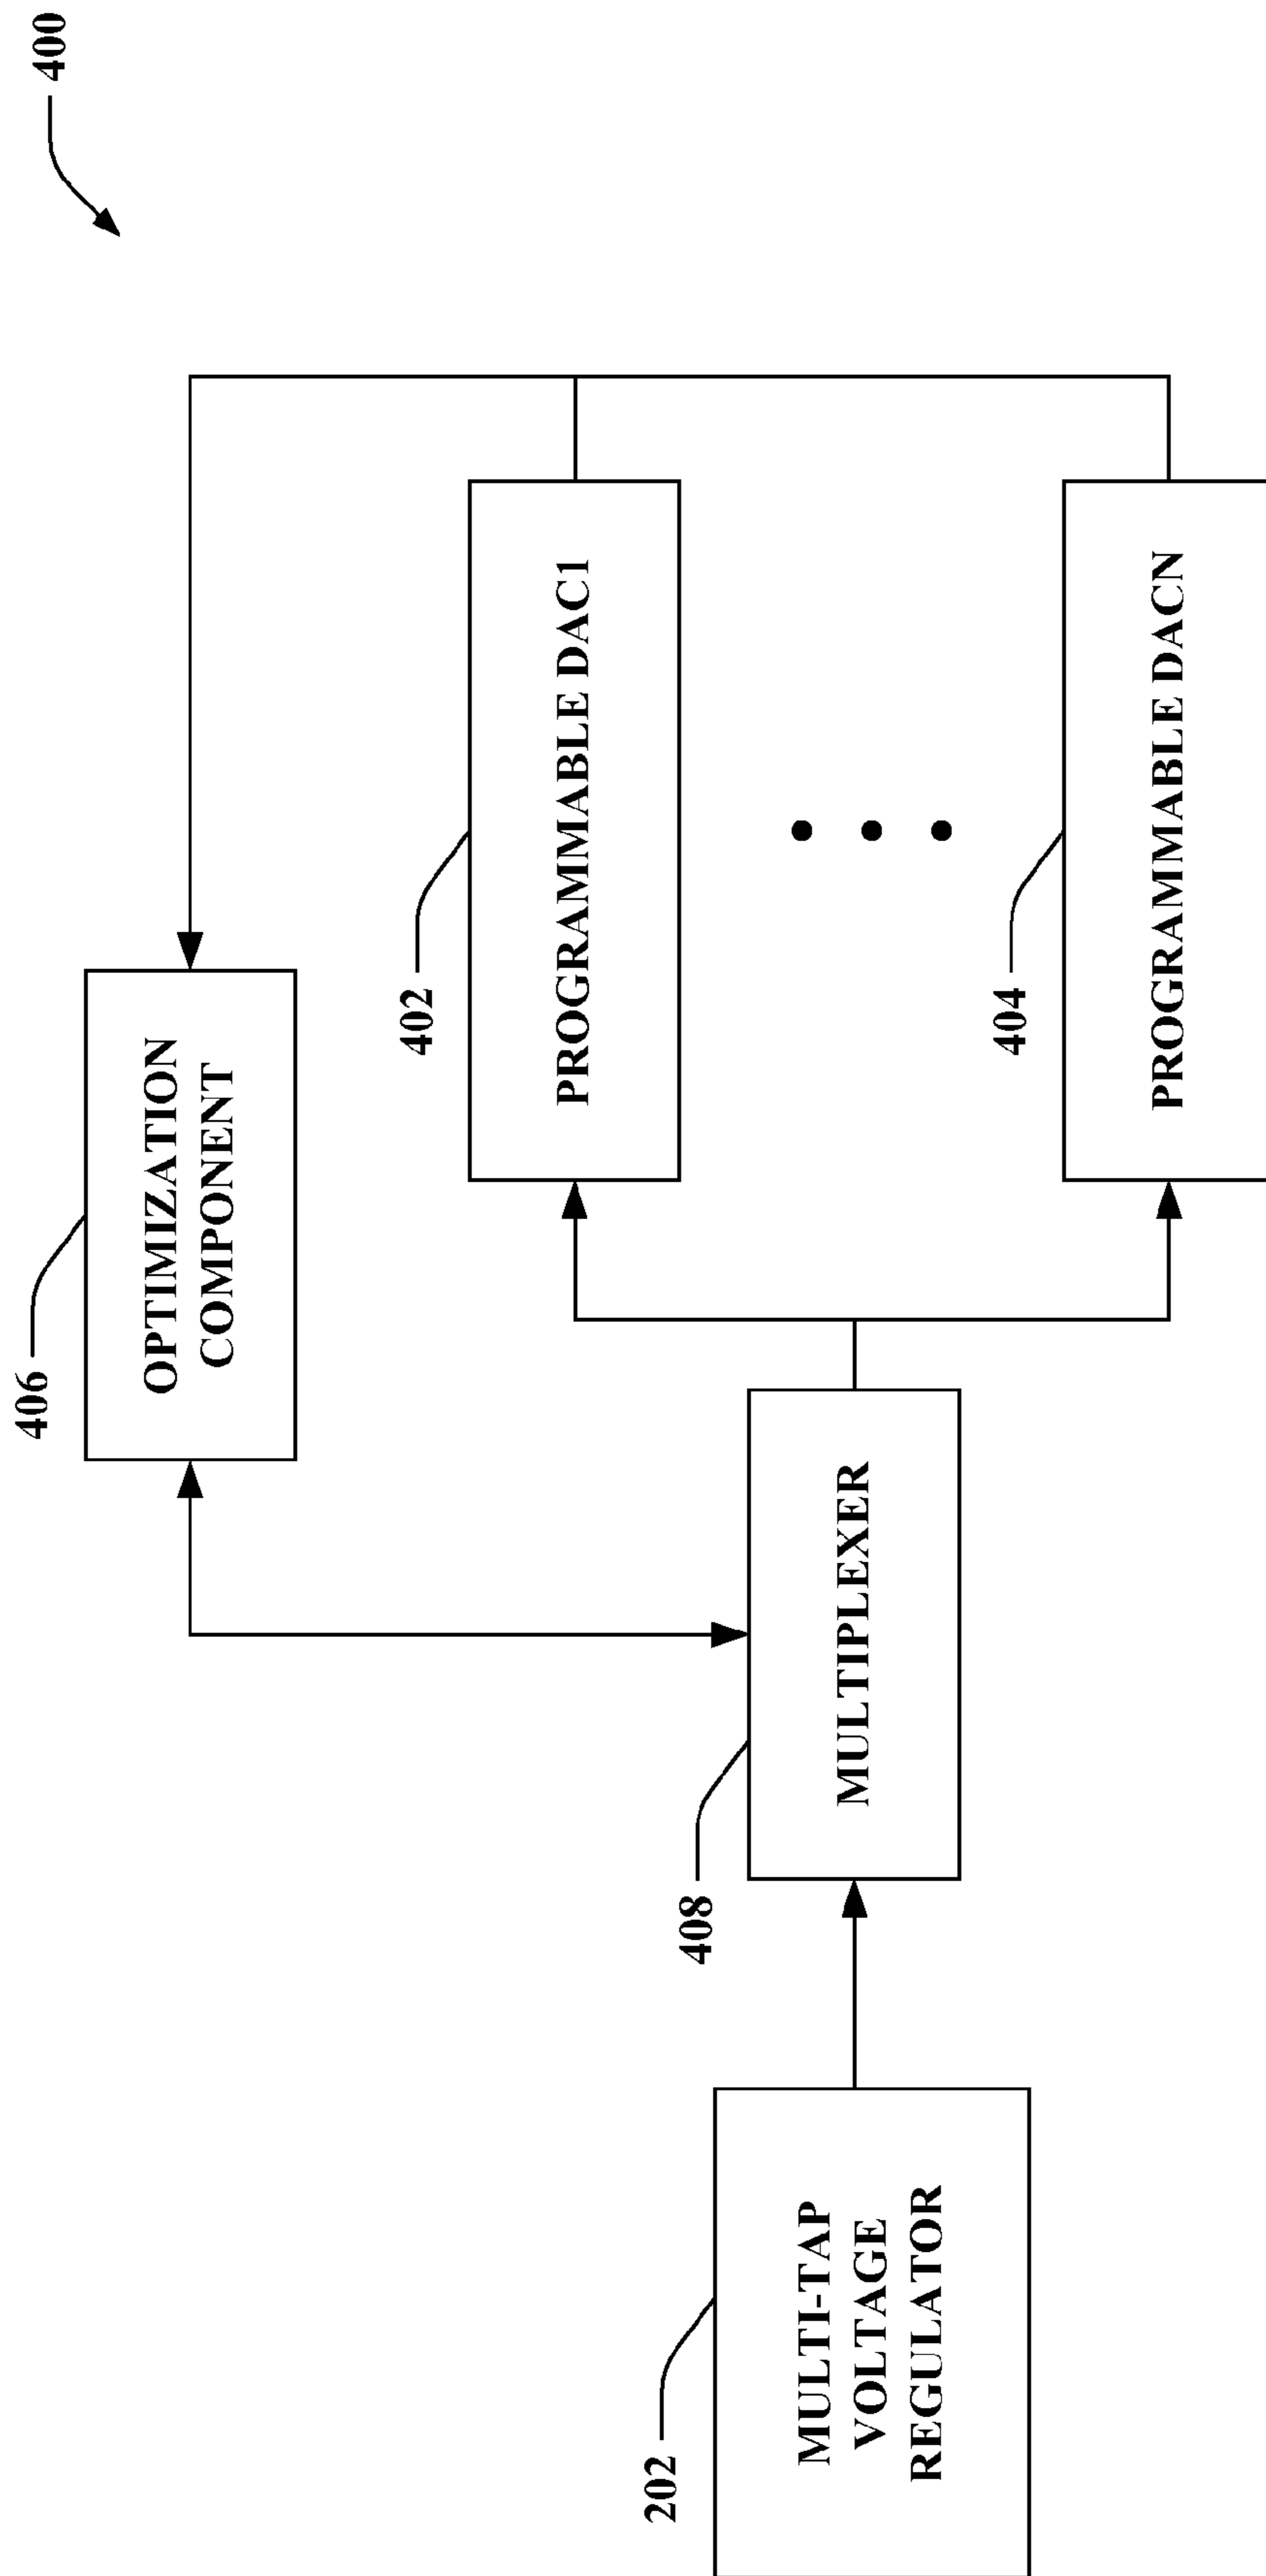 400
406
OPTIMIZATION
COMPONENT
402
PROGRAMMABLE DAC1
404
PROGRAMMABLE DACN
408
MULTIPLEXER
202
MULTI-TAP
VOLTAGE
REGULATOR